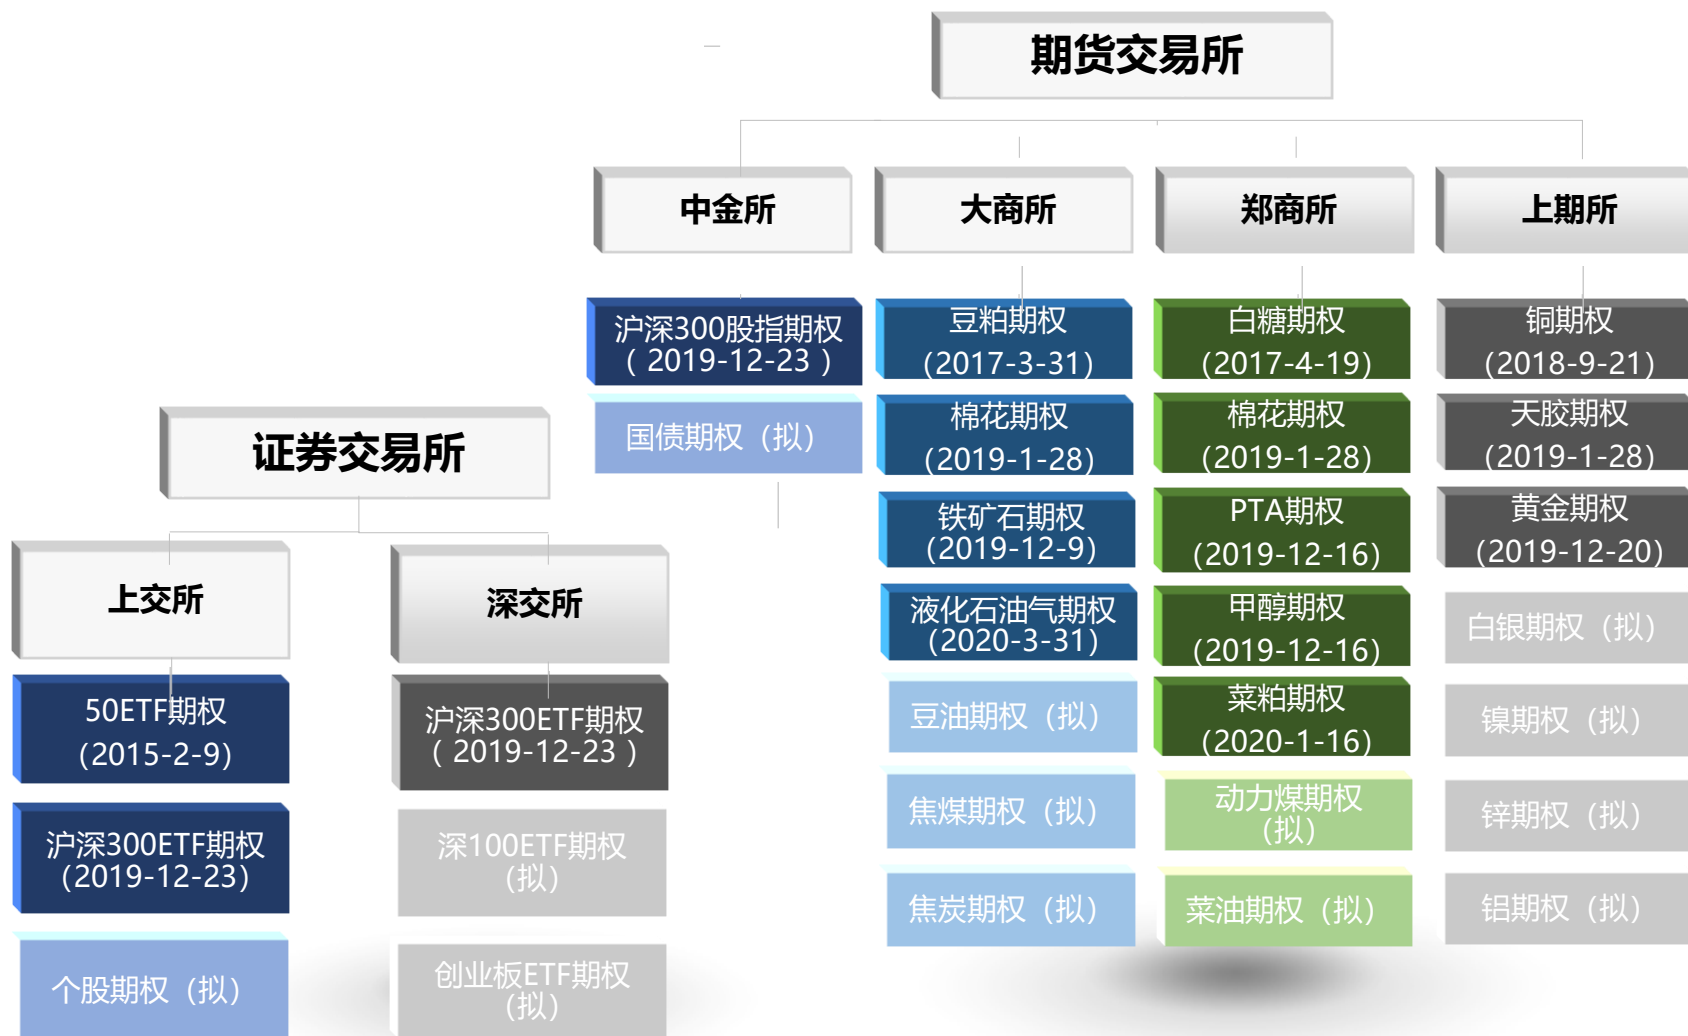 期货交易所
中金所
沪深300股指期权
( 2019-12-23 )
国债期权（拟）
大商所
豆粕期权
(2017-3-31)
棉花期权
(2019-1-28)
铁矿石期权
(2019-12-9)
液化石油气期权
(2020-3-31)
豆油期权（拟）
焦煤期权（拟）
焦炭期权（拟）
郑商所
白糖期权
(2017-4-19)
棉花期权
(2019-1-28)
PTA期权
(2019-12-16)
甲醇期权
(2019-12-16)
菜粕期权
(2020-1-16)
动力煤期权
(拟)
菜油期权（拟）
上期所
铜期权
(2018-9-21)
天胶期权
(2019-1-28)
黄金期权
(2019-12-20)
白银期权（拟）
镍期权（拟）
锌期权（拟）
铝期权（拟）
证券交易所
上交所
50ETF期权
(2015-2-9)
沪深300ETF期权
(2019-12-23)
个股期权（拟）
深交所
沪深300ETF期权
( 2019-12-23 )
深100ETF期权
(拟)
创业板ETF期权
(拟)